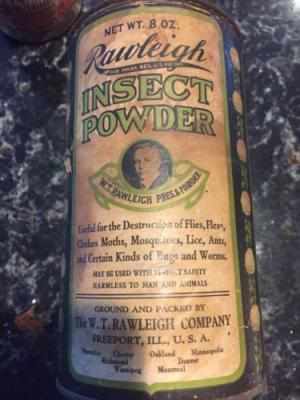 NET WT. 8 OZ.
Rawleigh
TRADE MARK REG. U.S. PAT. OFF.
INSECT
POWDER
W.T. RAWLEIGH PRES. & FOUNDER
Useful for the Destruction of Flies, Fleas,
Clothes Moths, Mosquitoes, Lice, Ants,
and Certain Kinds of Bugs and Worms.
MAY BE USED WITH PERFECT SAFETY
HARMLESS TO MAN AND ANIMALS
GROUND AND PACKED BY
The W. T. RAWLEIGH COMPANY
FREEPORT, ILL., U. S. A.
Memphis Chester Oakland Minneapolis
Richmond Denver
Winnipeg Montreal